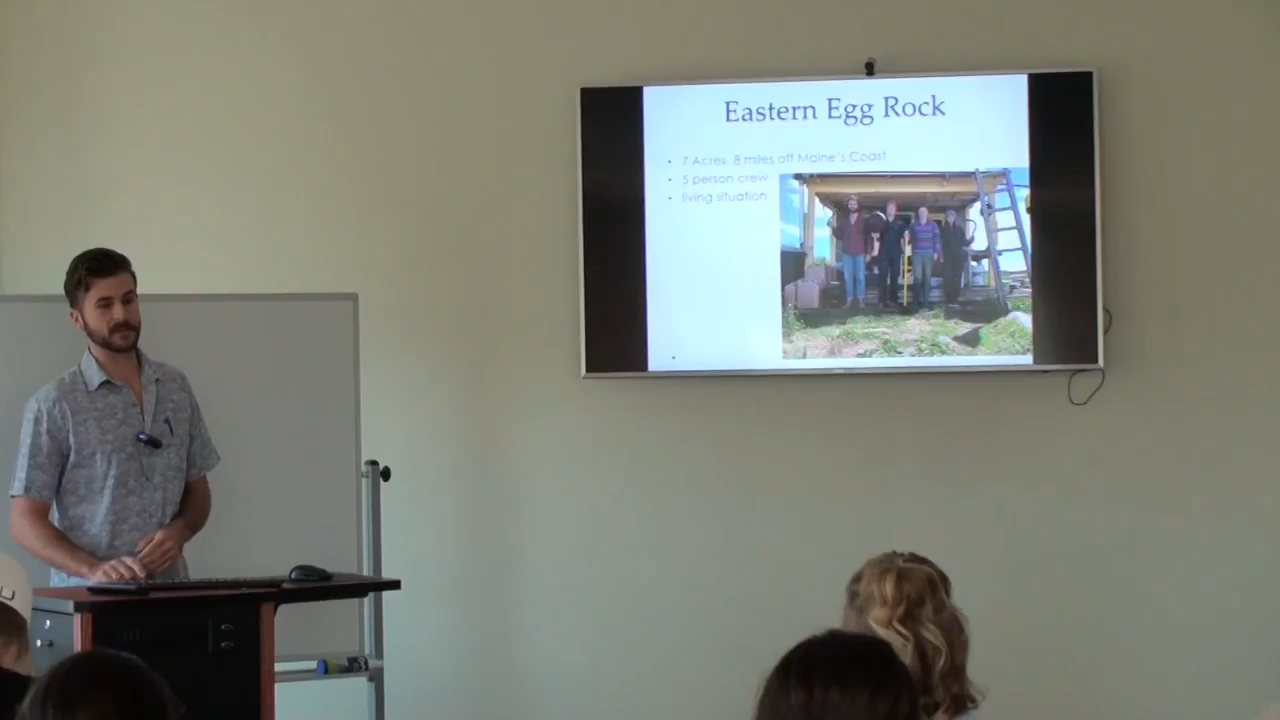 Eastern Egg Rock
• 7 Acres, 8 miles off Maine's Coast
• 5 person crew
• living situation
U